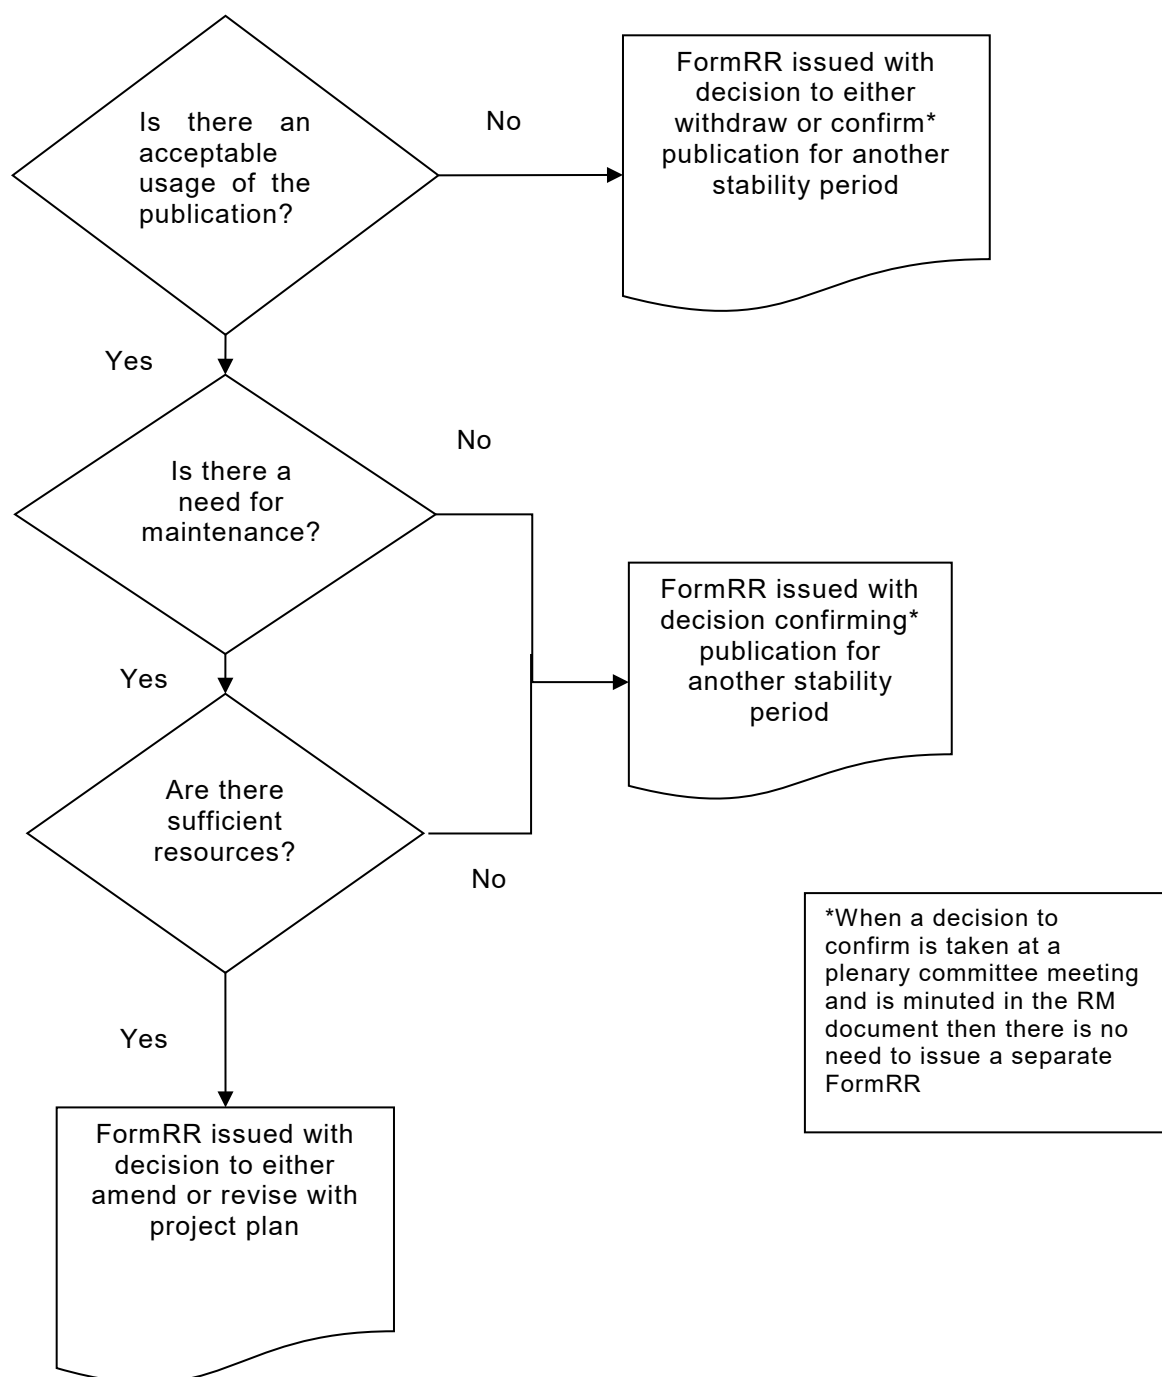 Is there an
acceptable
usage of the
publication?
No
FormRR issued with
decision to either
withdraw or confirm*
publication for another
stability period
Yes
Is there a
need for
maintenance?
No
FormRR issued with
decision confirming*
publication for
another stability
period
Yes
Are there
sufficient
resources?
No
*When a decision to
confirm is taken at a
plenary committee meeting
and is minuted in the RM
document then there is no
need to issue a separate
FormRR
Yes
FormRR issued with
decision to either
amend or revise with
project plan